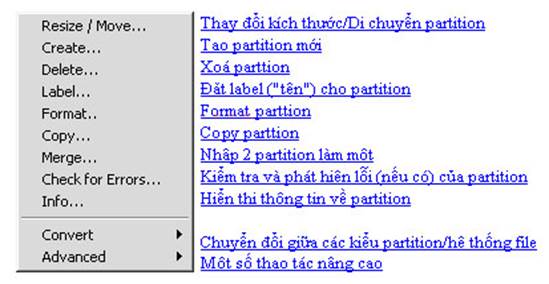 Resize / Move... Thay đổi kích thước/Di chuyển partition
Create... Tạo partition mới
Delete... Xoá parttion
Label... Đặt label ("tên") cho partition
Format.. Format parttion
Copy... Copy parttion
Merge... Nhập 2 partition làm một
Check for Errors... Kiểm tra và phát hiện lỗi (nếu có) của partition
Info... Hiển thi thông tin về partition
Convert Chuyển đổi giữa các kiểu partition/hệ thống file
Advanced Một số thao tác nâng cao